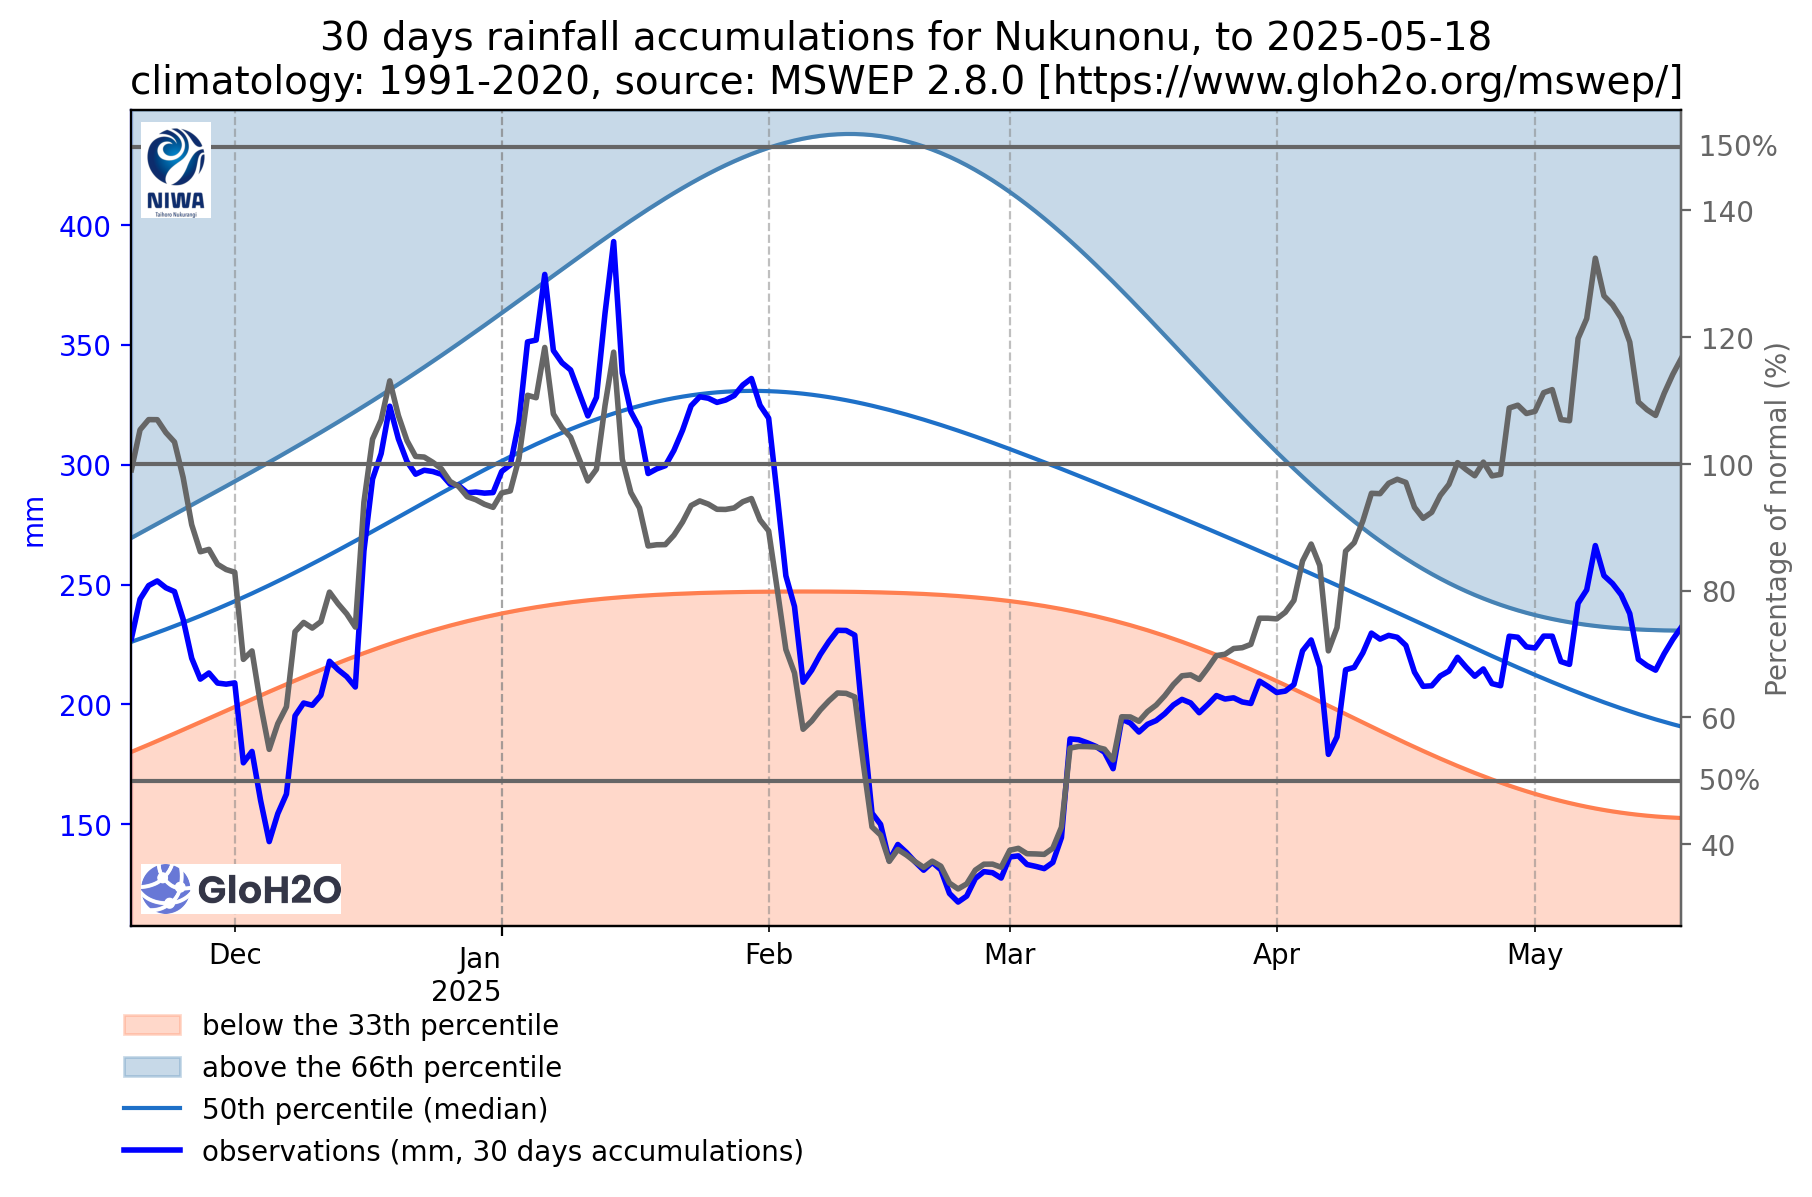 30 days rainfall accumulations for Nukunonu, to 2025-05-18
climatology: 1991-2020, source: MSWEP 2.8.0 [https://www.gloh2o.org/mswep/]
NIWA
Taihoro Nukurangi
400
350
300
250
200
150
mm
150%
140
120
100
80
60
50%
40
Percentage of normal (%)
GloH2O
Dec
Jan
2025
Feb
Mar
Apr
May
below the 33th percentile
above the 66th percentile
50th percentile (median)
observations (mm, 30 days accumulations)